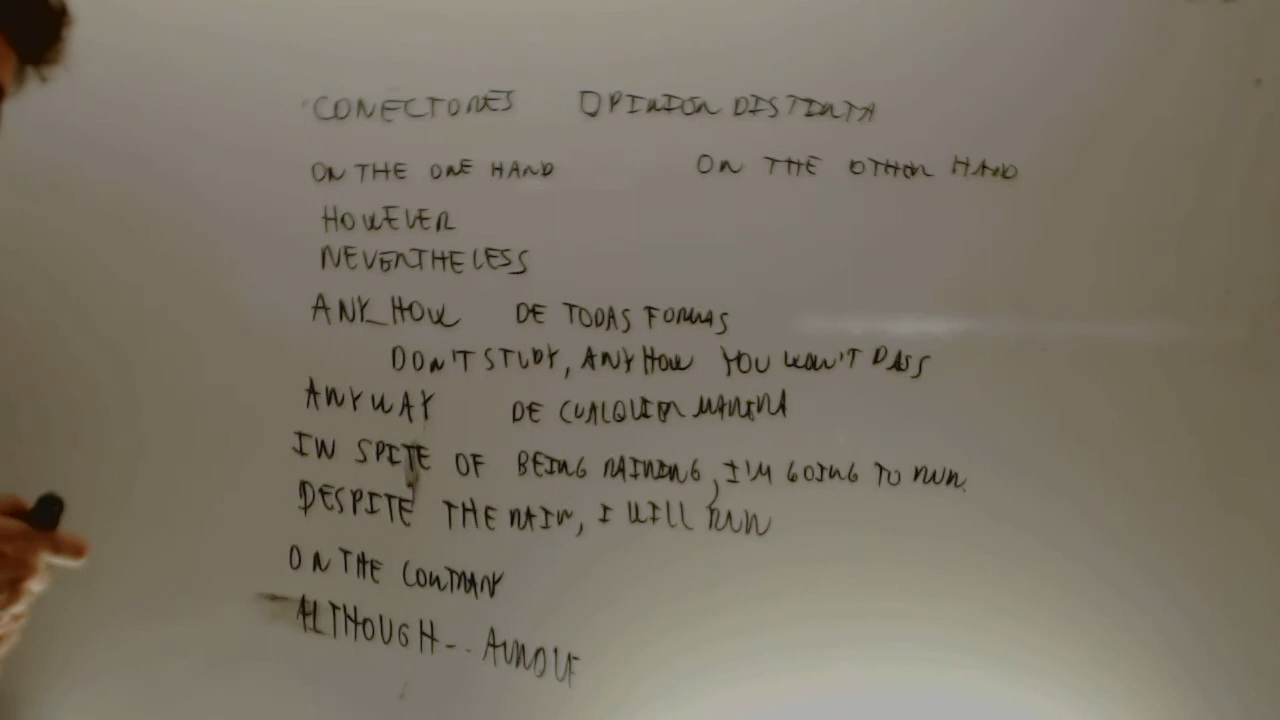 CONECTORES OPINION DISTINTA
ON THE ONE HAND ON THE OTHER HAND
HOWEVER
NEVERTHELESS
ANY_HOW DE TODAS FORMAS
DON'T STUDY, ANYHOW YOU WON'T PASS
ANYWAY DE CUALQUIER MANERA
IN SPITE OF BEING RAINING, I'M GOING TO RUN.
DESPITE THE RAIN, I WILL RUN
ON THE CONTRARY
ALTHOUGH-.. AUNQUE